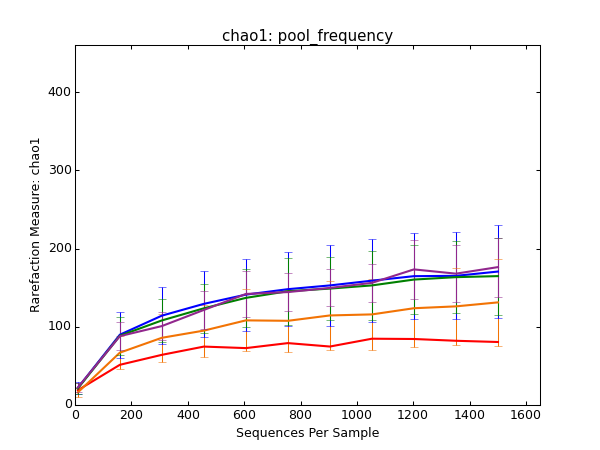 chao1: pool_frequency
Rarefaction Measure: chao1
400
300
200
100
0
0 200 400 600 800 1000 1200 1400 1600
Sequences Per Sample